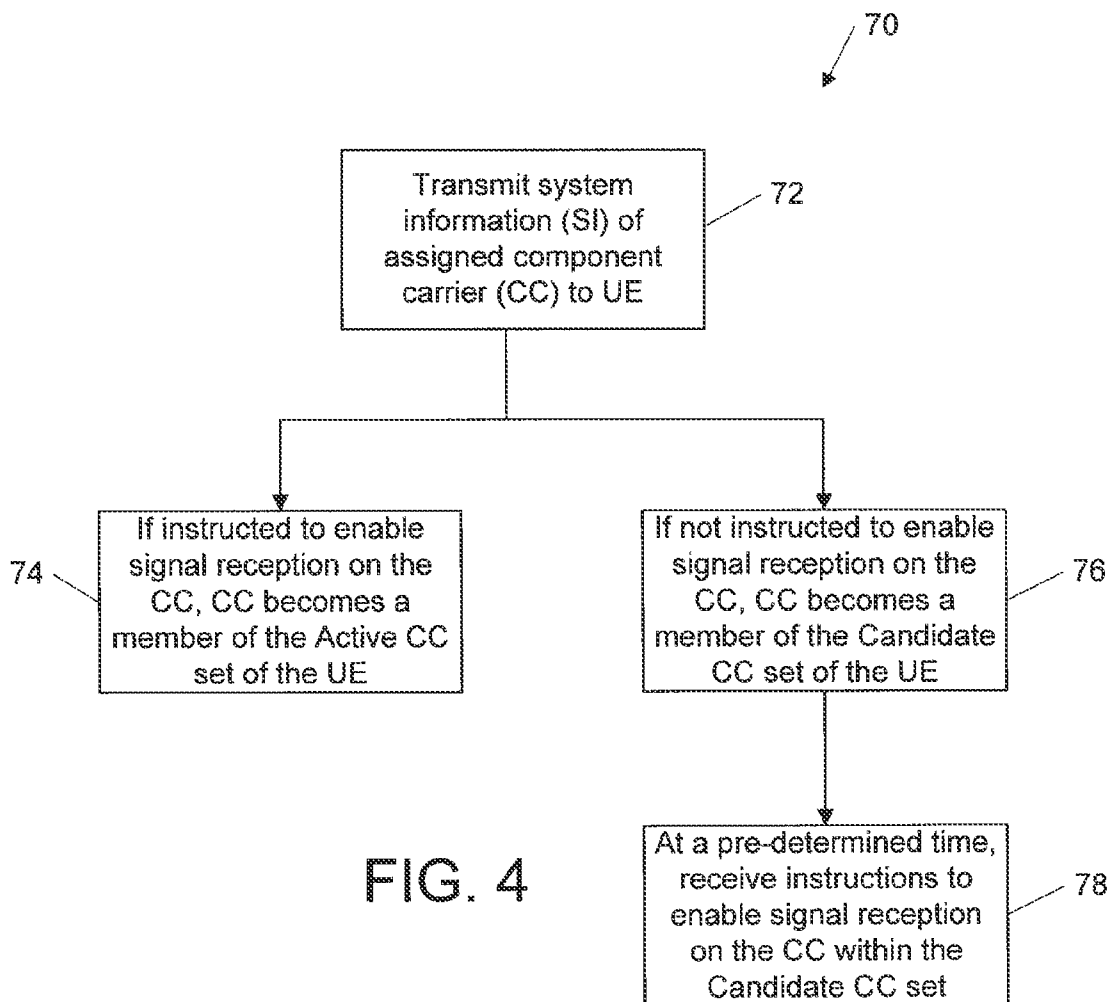 70
Transmit system
information (SI) of
assigned component
carrier (CC) to UE
72
If instructed to enable
signal reception on the
CC, CC becomes a
member of the Active CC
set of the UE
74
If not instructed to enable
signal reception on the
CC, CC becomes a
member of the Candidate
CC set of the UE
76
At a pre-determined time,
receive instructions to
enable signal reception
on the CC within the
Candidate CC set
78
FIG. 4